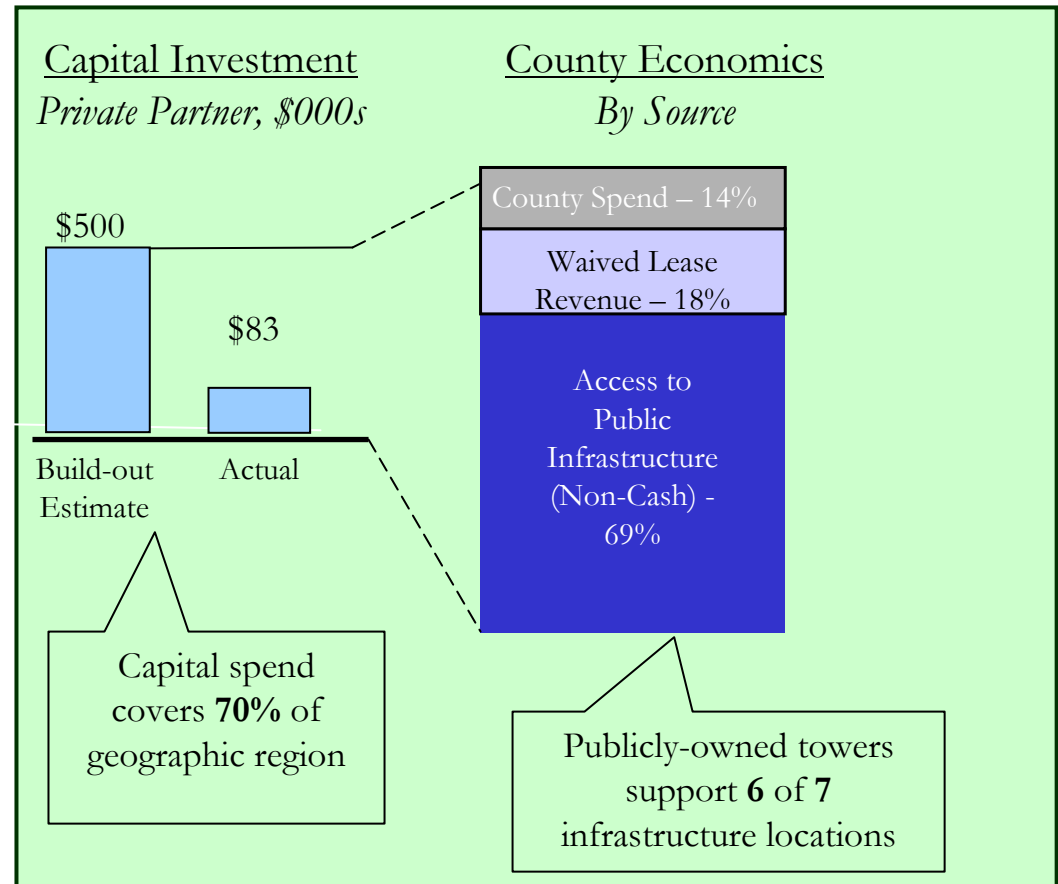 Capital Investment
Private Partner, $000s
$500
$83
Build-out
Estimate
Actual
Capital spend
covers 70% of
geographic region
County Economics
By Source
County Spend – 14%
Waived Lease
Revenue – 18%
Access to
Public
Infrastructure
(Non-Cash) -
69%
Publicly-owned towers
support 6 of 7
infrastructure locations